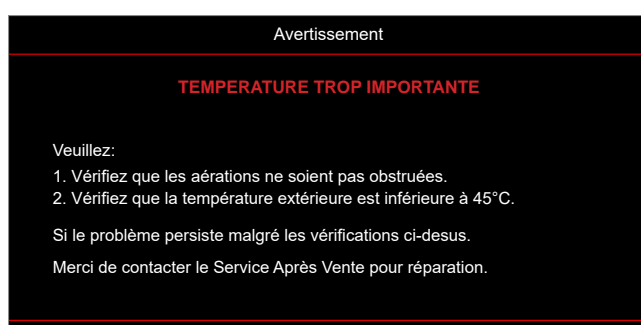 Avertissement
TEMPERATURE TROP IMPORTANTE
Veuillez:
1. Vérifiez que les aérations ne soient pas obstruées.
2. Vérifiez que la température extérieure est inférieure à 45°C.
Si le problème persiste malgré les vérifications ci-desus.
Merci de contacter le Service Après Vente pour réparation.